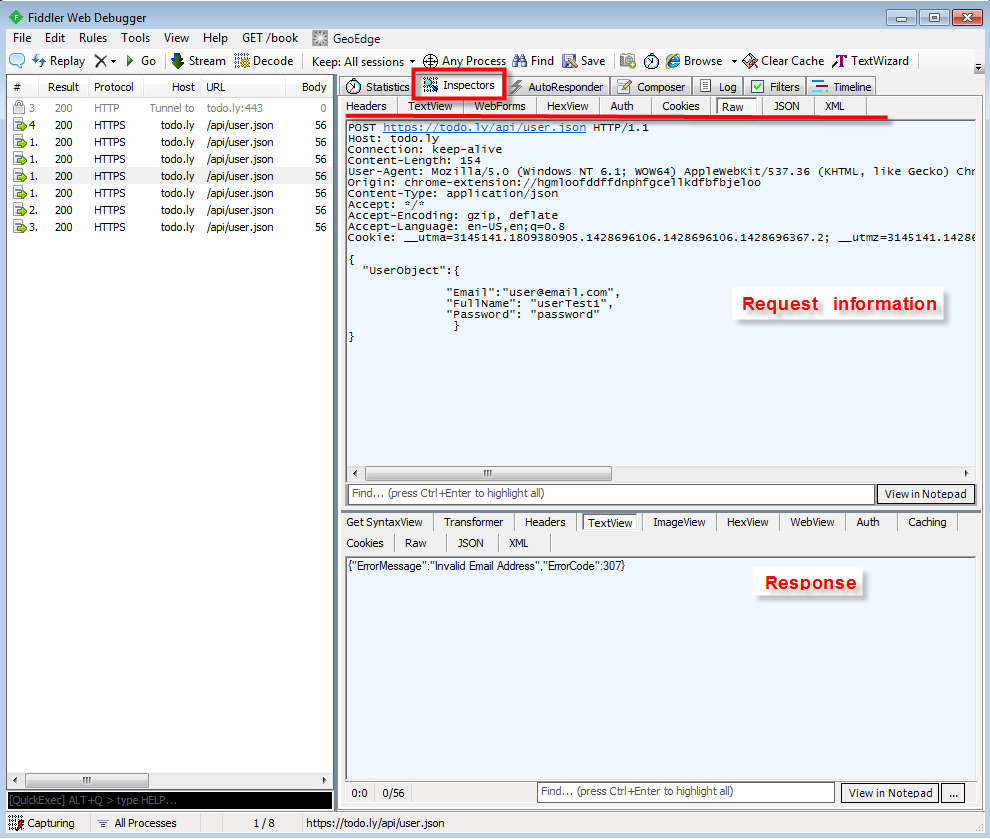 Fiddler Web Debugger
File Edit Rules Tools View Help GET /book GeoEdge
Replay Go Stream Decode Keep: All sessions Any Process Find Save Browse Clear Cache TextWizard
# Result Protocol Host URL Body
3 200 HTTP Tunnel to todo.ly:443 0
4 200 HTTPS todo.ly /api/user.json 56
1. 200 HTTPS todo.ly /api/user.json 56
1. 200 HTTPS todo.ly /api/user.json 56
1. 200 HTTPS todo.ly /api/user.json 56
1. 200 HTTPS todo.ly /api/user.json 56
2. 200 HTTPS todo.ly /api/user.json 56
3. 200 HTTPS todo.ly /api/user.json 56
[QuickExec] ALT+Q > type HELP...
Statistics Inspectors AutoResponder Composer Log Filters Timeline
Headers TextView WebForms HexView Auth Cookies Raw JSON XML
POST https://todo.ly/api/user.json HTTP/1.1
Host: todo.ly
Connection: keep-alive
Content-Length: 154
User-Agent: Mozilla/5.0 (Windows NT 6.1; WOW64) AppleWebKit/537.36 (KHTML, like Gecko) Chr
Origin: chrome-extension://hgmloofddffdnphfgcellkdfbfbjeloo
Content-Type: application/json
Accept: */*
Accept-Encoding: gzip, deflate
Accept-Language: en-US,en;q=0.8
Cookie: __utma=3145141.1809380905.1428696106.1428696106.1428696367.2; __utmz=3145141.14286
{
"UserObject":{
"Email":"user@email.com",
"FullName": "userTest1",
"Password": "password"
}
}
Request information
Find... (press Ctrl+Enter to highlight all) View in Notepad
Get SyntaxView Transformer Headers TextView ImageView HexView WebView Auth Caching
Cookies Raw JSON XML
{"ErrorMessage":"Invalid Email Address","ErrorCode":307}
Response
0:0 0/56 Find... (press Ctrl+Enter to highlight all) View in Notepad ...
Capturing All Processes 1 / 8 https://todo.ly/api/user.json